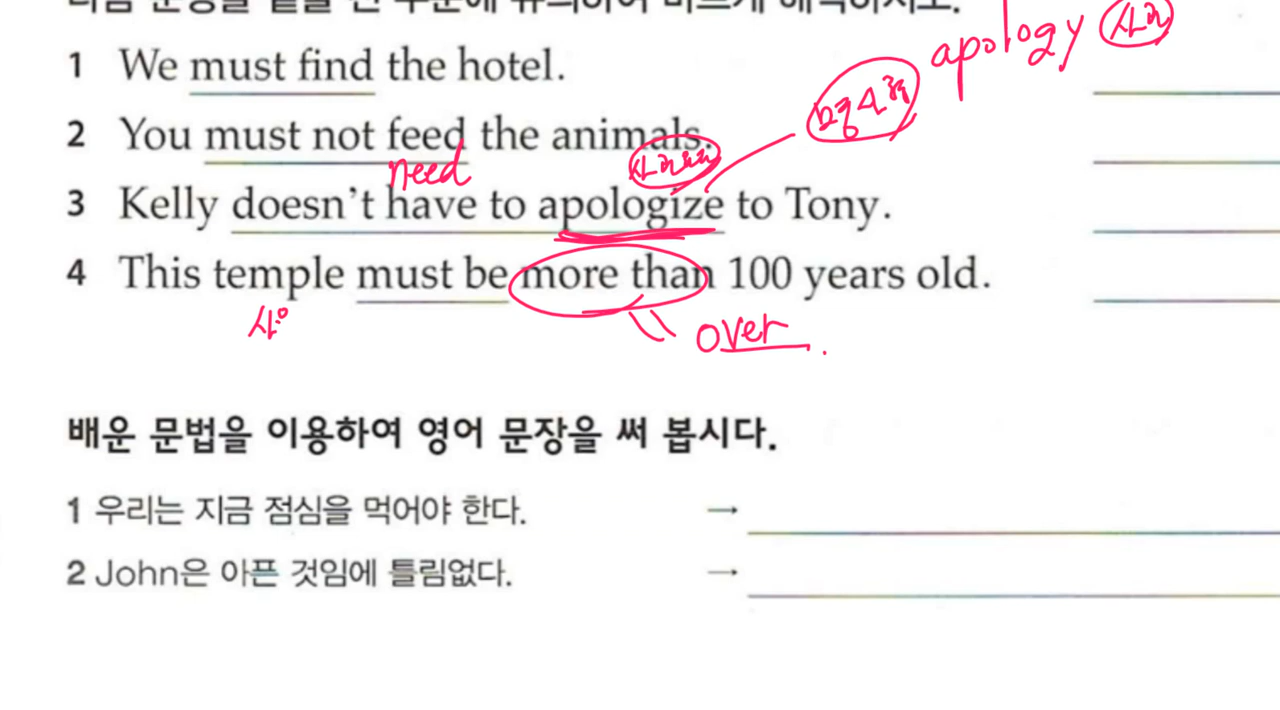 apology 사과
1 We must find the hotel.
명사형
2 You must not feed the animals.
need
3 Kelly doesn't have to apologize to Tony.
4 This temple must be more than 100 years old.
over.
배운 문법을 이용하여 영어 문장을 써 봅시다.
1 우리는 지금 점심을 먹어야 한다. →
2 John은 아픈 것임에 틀림없다. →